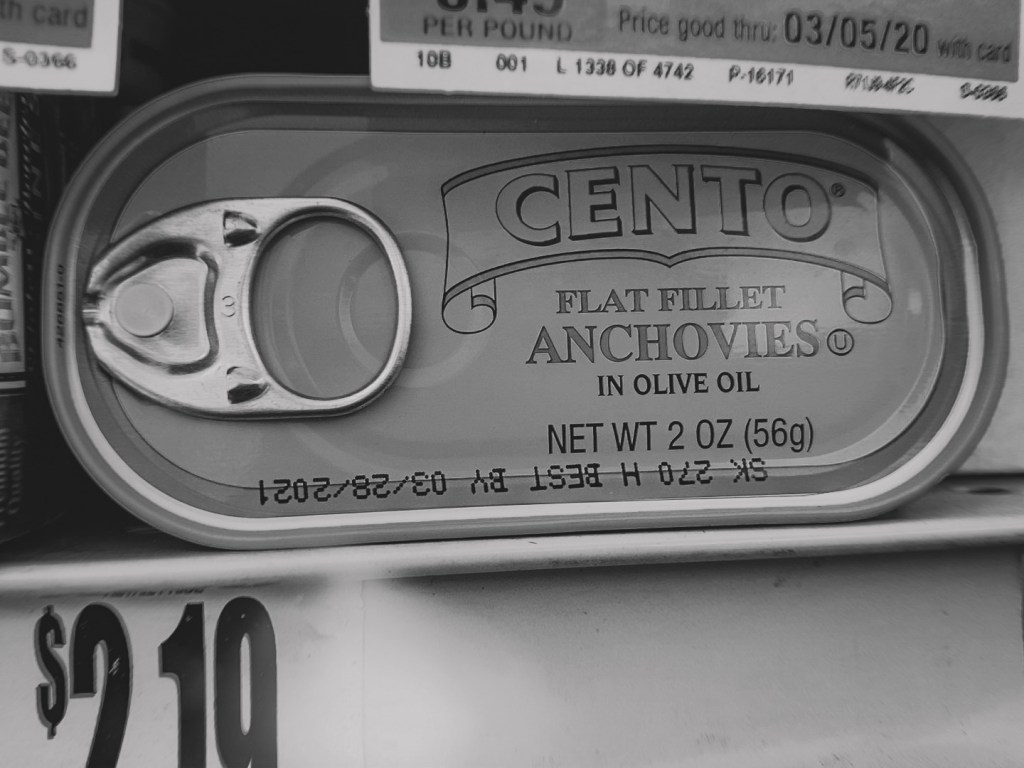 th card
S-0366
PER POUND
Price good thru: 03/05/20 with card
10B 001 L 1338 OF 4742 P-16171
CENTO®
FLAT FILLET
ANCHOVIES Ⓤ
IN OLIVE OIL
NET WT 2 OZ (56g)
SK 270 H BEST BY 03/28/2021
3
$2.19